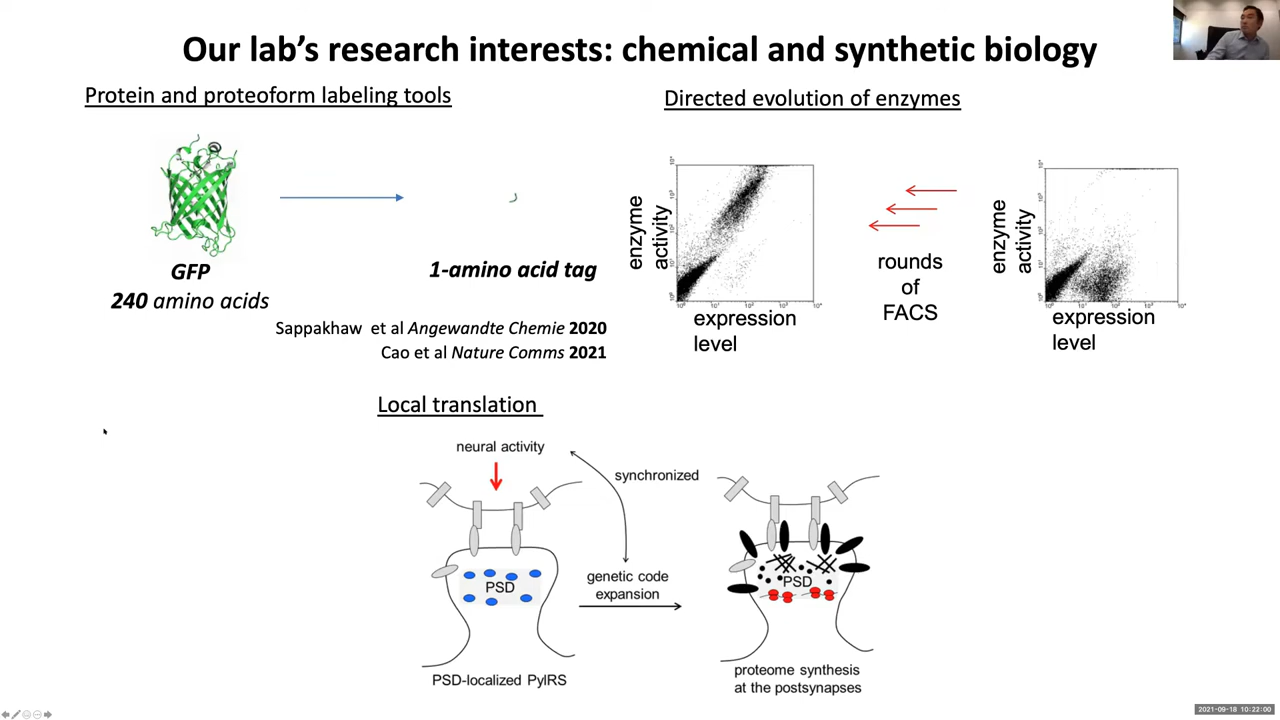 Our lab's research interests: chemical and synthetic biology
Protein and proteoform labeling tools
GFP
240 amino acids
1-amino acid tag
Sappakhaw et al Angewandte Chemie 2020
Cao et al Nature Comms 2021
Directed evolution of enzymes
enzyme
activity
expression
level
rounds
of
FACS
enzyme
activity
expression
level
Local translation
neural activity
synchronized
PSD
genetic code
expansion
PSD-localized PylRS
PSD
proteome synthesis
at the postsynapses
2021-09-18 10:22:00